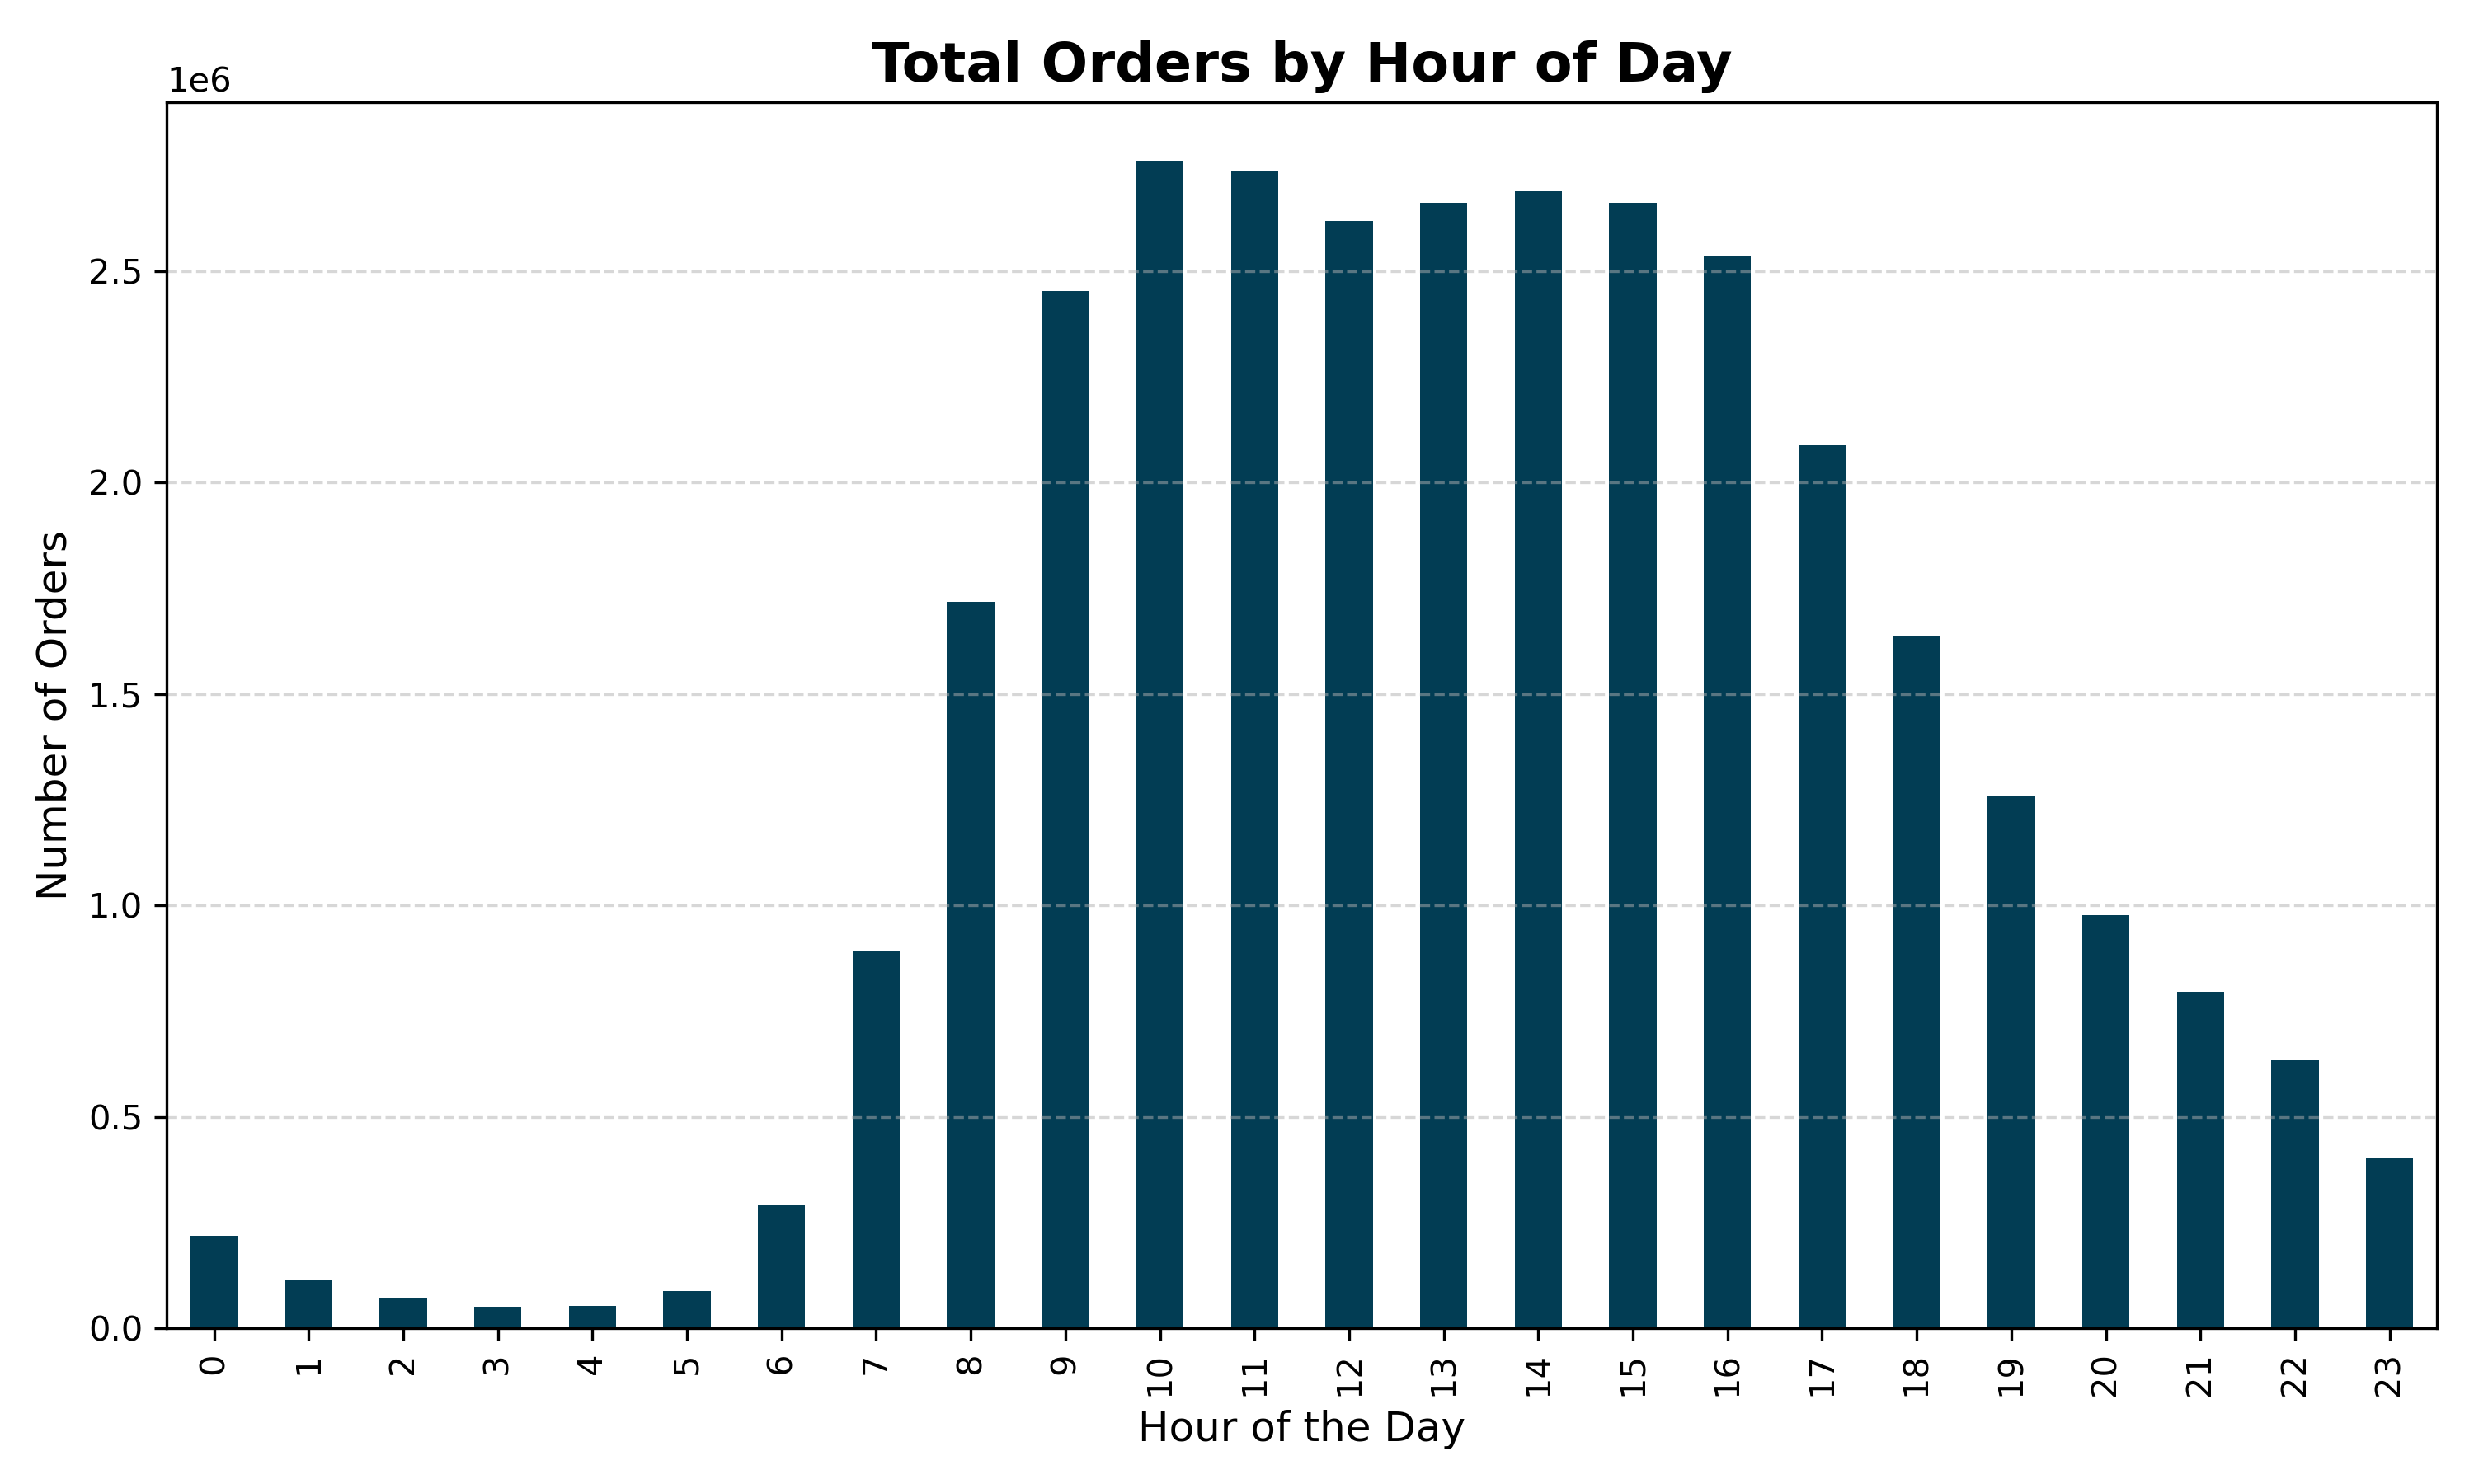 Total Orders by Hour of Day
1e6
2.5
2.0
1.5
1.0
0.5
0.0
Number of Orders
0 1 2 3 4 5 6 7 8 9 10 11 12 13 14 15 16 17 18 19 20 21 22 23
Hour of the Day